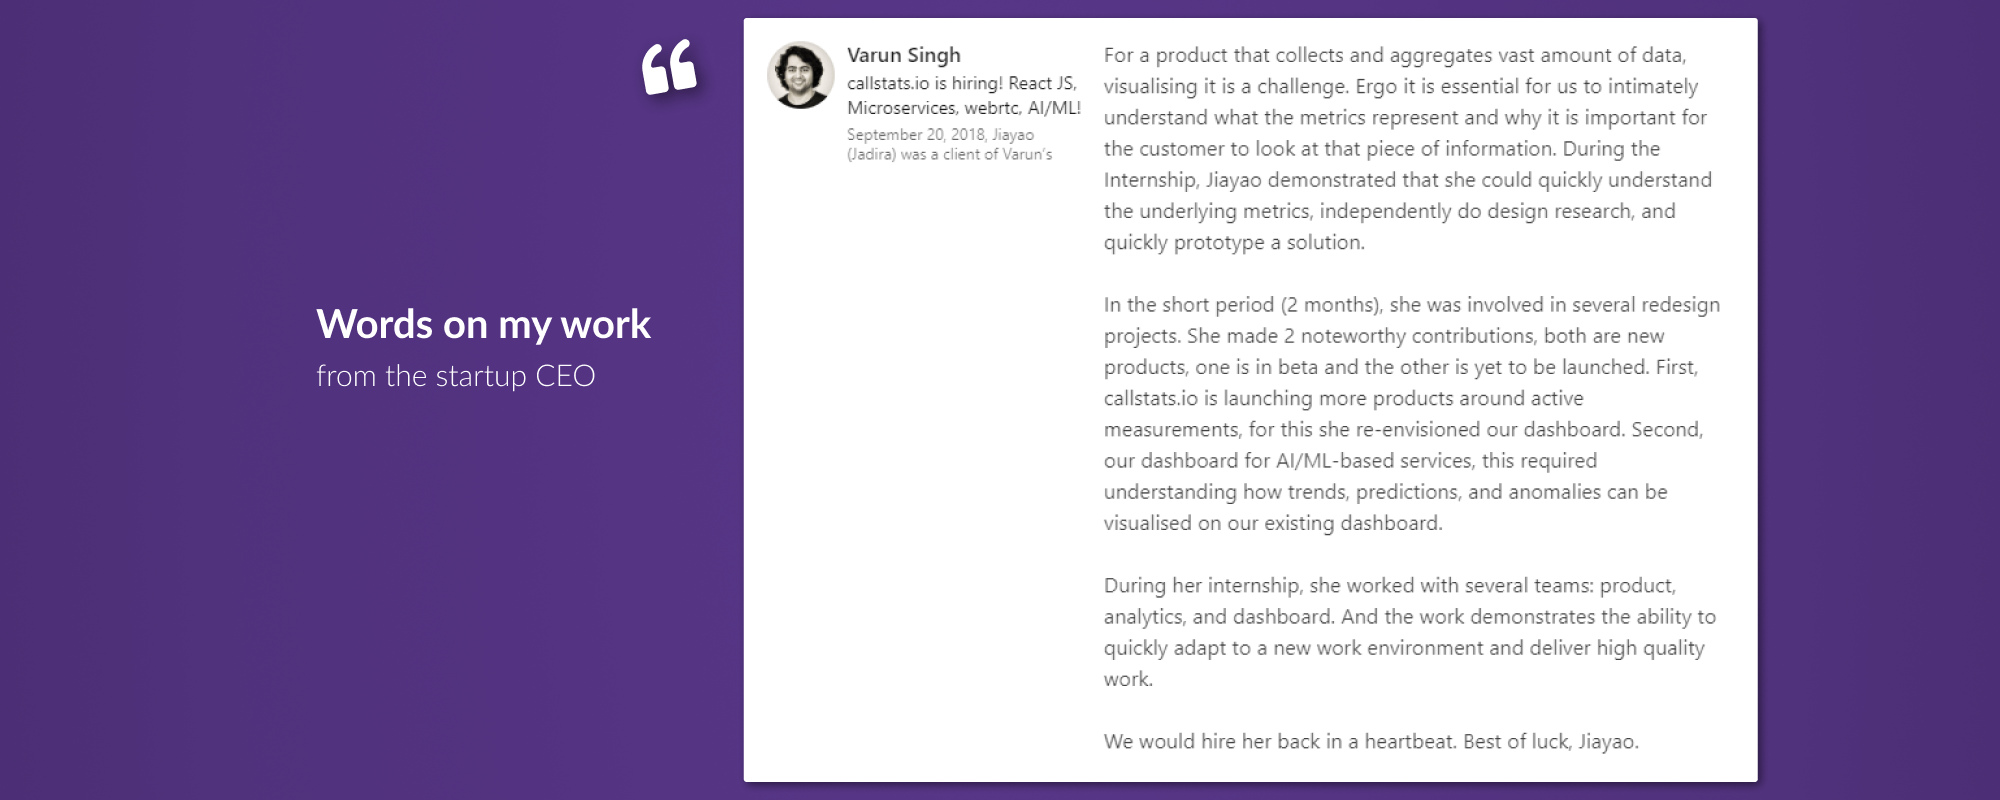 “
Words on my work
from the startup CEO
Varun Singh
callstats.io is hiring! React JS,
Microservices, webrtc, AI/ML!
September 20, 2018, Jiayao
(Jadira) was a client of Varun's
For a product that collects and aggregates vast amount of data,
visualising it is a challenge. Ergo it is essential for us to intimately
understand what the metrics represent and why it is important for
the customer to look at that piece of information. During the
Internship, Jiayao demonstrated that she could quickly understand
the underlying metrics, independently do design research, and
quickly prototype a solution.
In the short period (2 months), she was involved in several redesign
projects. She made 2 noteworthy contributions, both are new
products, one is in beta and the other is yet to be launched. First,
callstats.io is launching more products around active
measurements, for this she re-envisioned our dashboard. Second,
our dashboard for AI/ML-based services, this required
understanding how trends, predictions, and anomalies can be
visualised on our existing dashboard.
During her internship, she worked with several teams: product,
analytics, and dashboard. And the work demonstrates the ability to
quickly adapt to a new work environment and deliver high quality
work.
We would hire her back in a heartbeat. Best of luck, Jiayao.